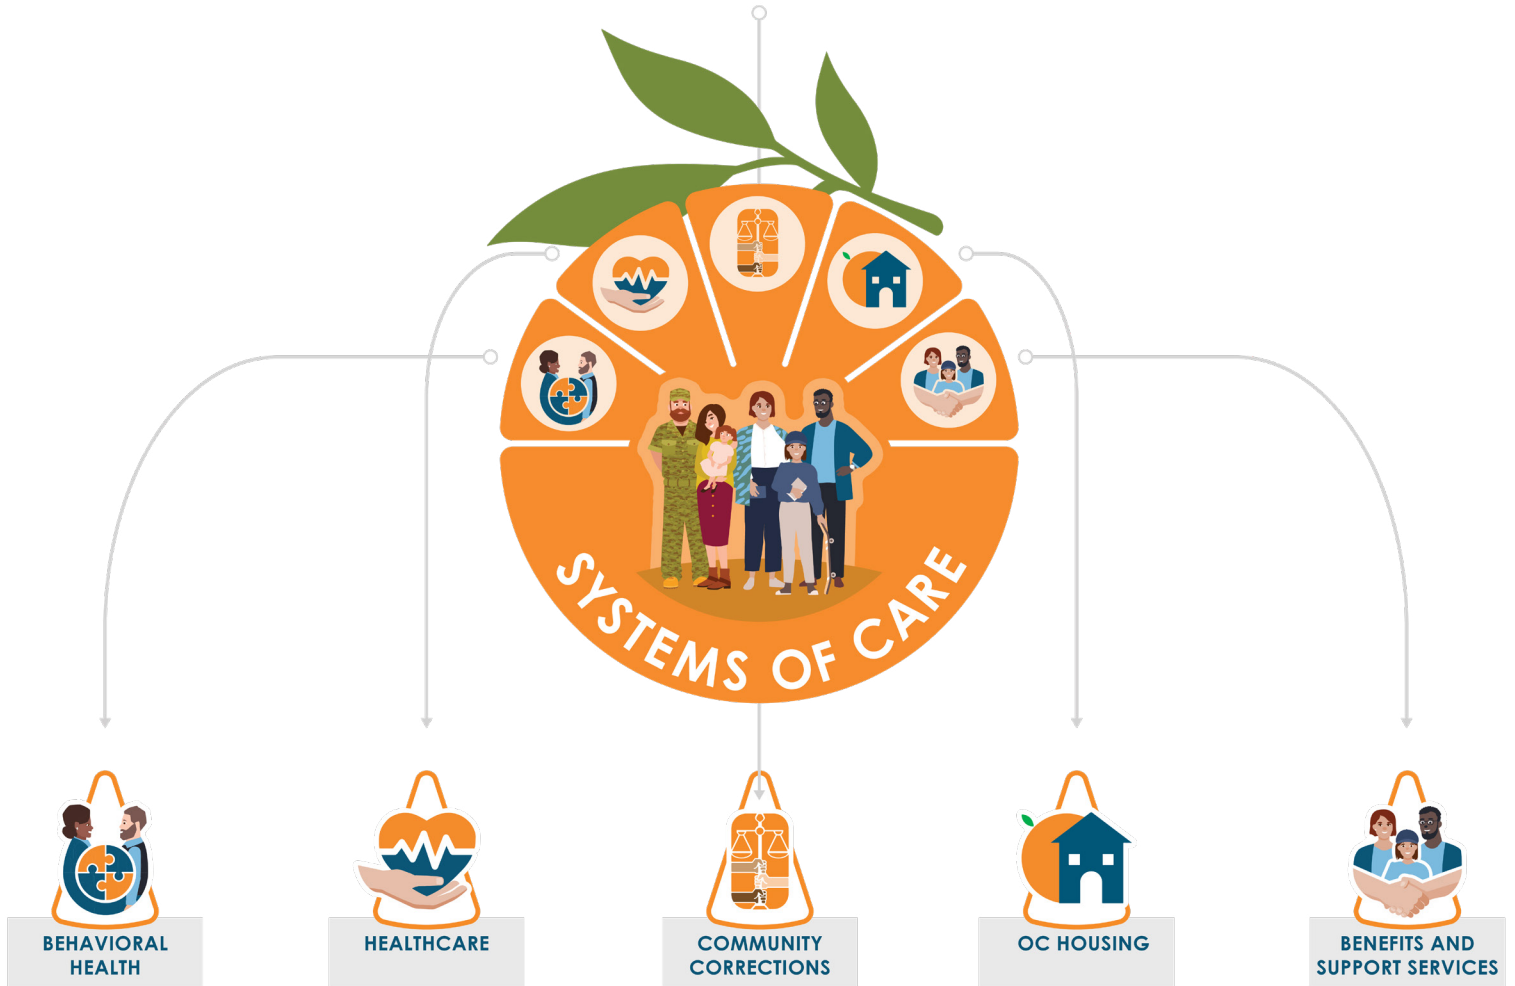 SYSTEMS OF CARE
BEHAVIORAL
HEALTH
HEALTHCARE
COMMUNITY
CORRECTIONS
OC HOUSING
BENEFITS AND
SUPPORT SERVICES